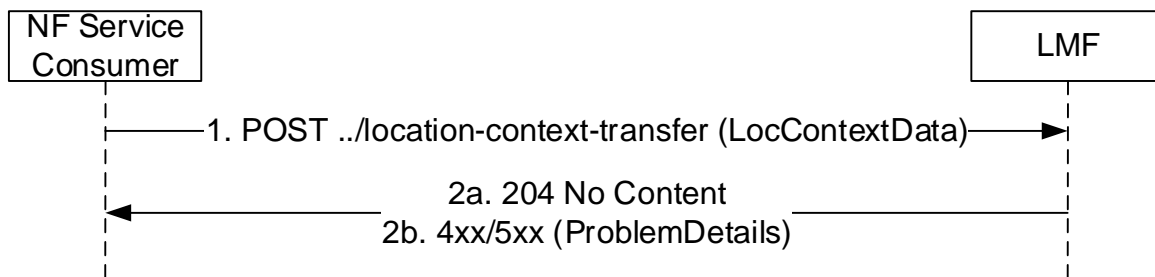 NF Service
Consumer
LMF
1. POST ../location-context-transfer (LocContextData)
2a. 204 No Content
2b. 4xx/5xx (ProblemDetails)